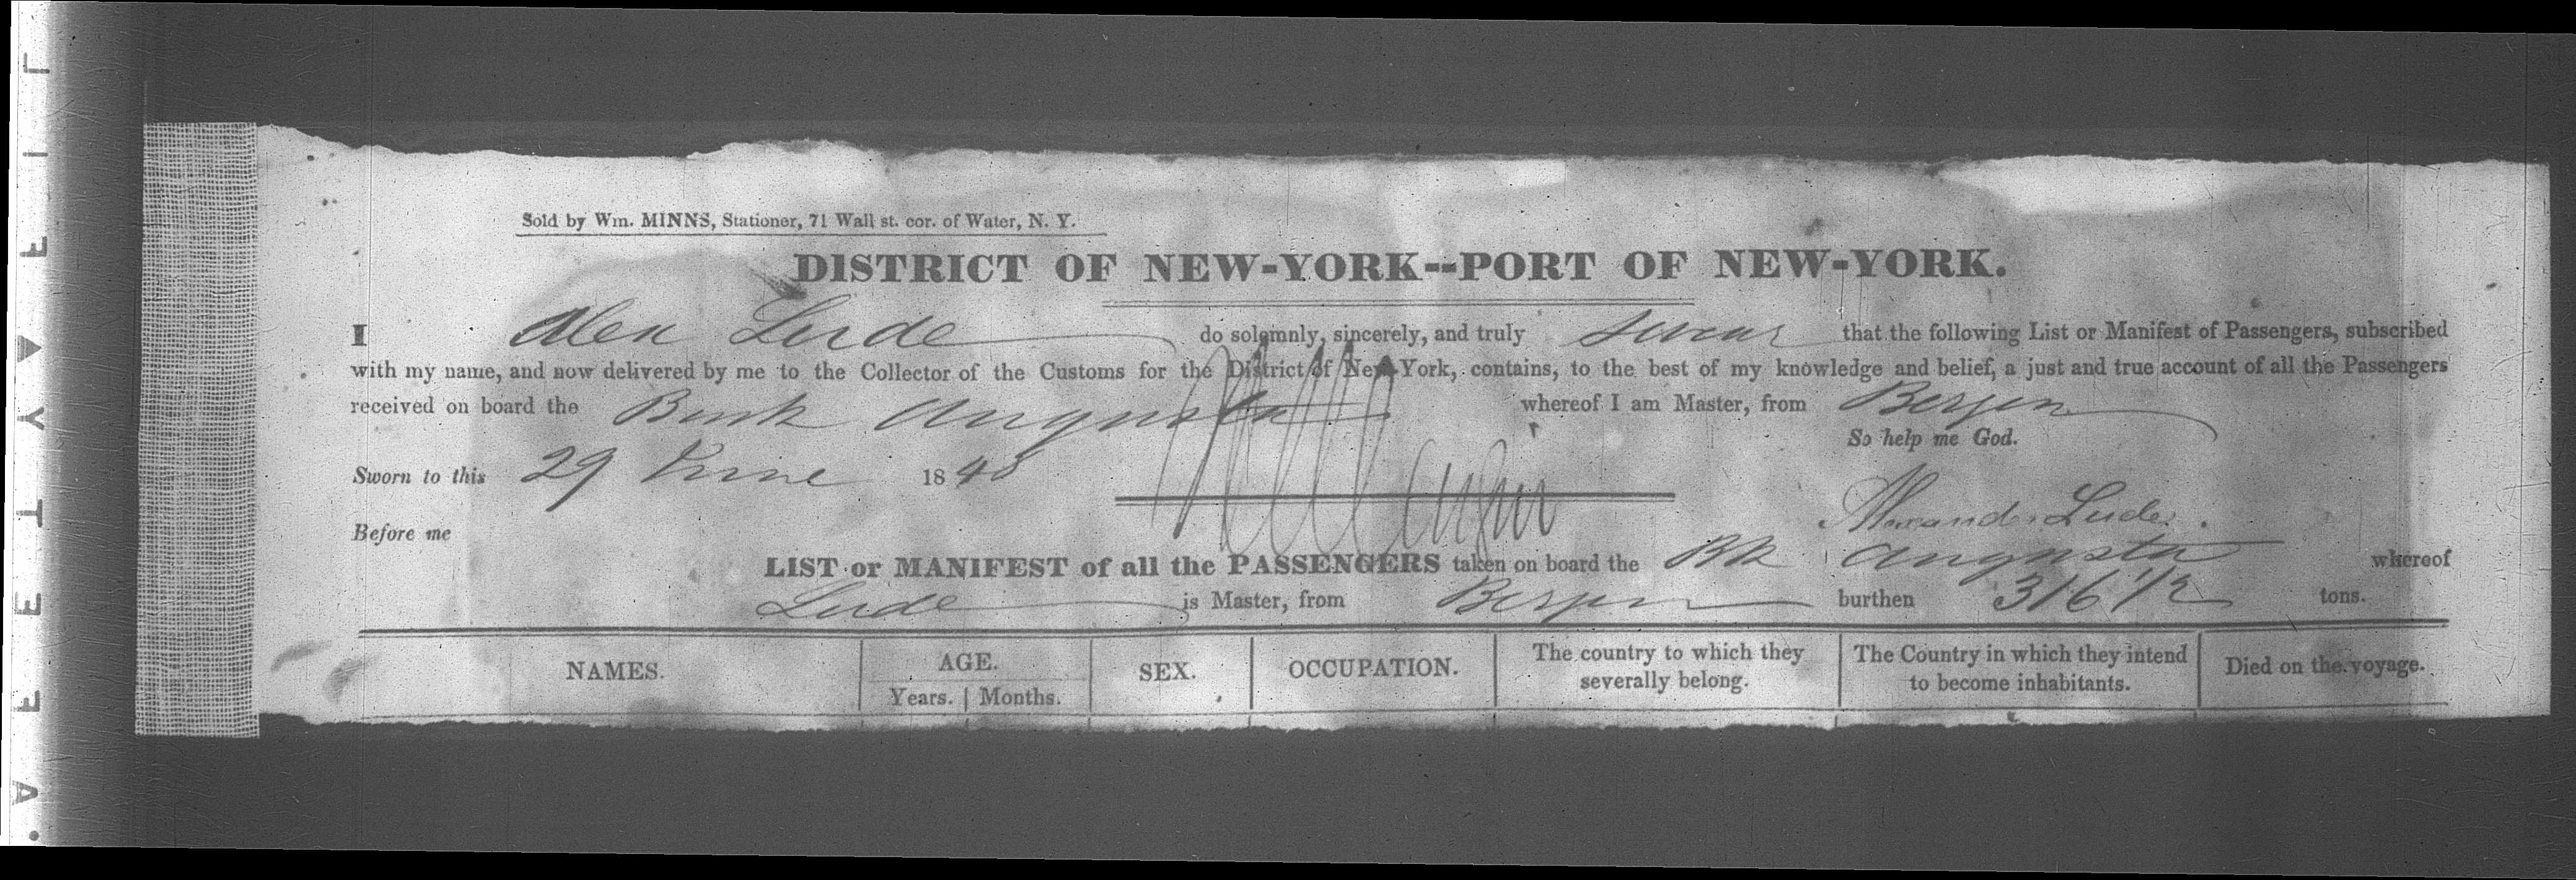 Sold by Wm. MINNS, Stationer, 71 Wall st. cor. of Water, N. Y.
DISTRICT OF NEW-YORK--PORT OF NEW-YORK.
I Alex Lude do solemnly, sincerely, and truly swear that the following List or Manifest of Passengers, subscribed
with my name, and now delivered by me to the Collector of the Customs for the District of New-York, contains, to the best of my knowledge and belief, a just and true account of all the Passengers
received on board the Bark Augusta whereof I am Master, from Bergen
So help me God.
Sworn to this 29 June 1848
Alexander Lude
Before me
LIST or MANIFEST of all the PASSENGERS taken on board the Bk Augusta whereof
Lude is Master, from Bergen burthen 316 1/2 tons.
NAMES. AGE. SEX. OCCUPATION. The country to which they severally belong. The Country in which they intend to become inhabitants. Died on the voyage.
Years. Months.